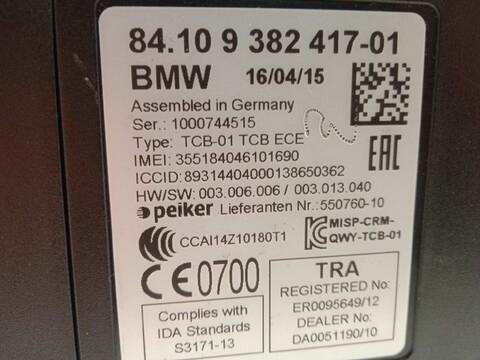 84.10 9 382 417-01
BMW 16/04/15
Assembled in Germany
Ser.: 1000744515
Type: TCB-01 TCB ECE
IMEI: 355184046101690
ICCID: 89314404000138650362
HW/SW: 003.006.006 / 003.013.040
peiker Lieferanten Nr.:550760-10
EAC
CCAI14Z10180T1
MISP-CRM-
QWY-TCB-01
CE0700
Complies with
IDA Standards
S3171-13
TRA
REGISTERED No:
ER0095649/12
DEALER No:
DA0051190/10